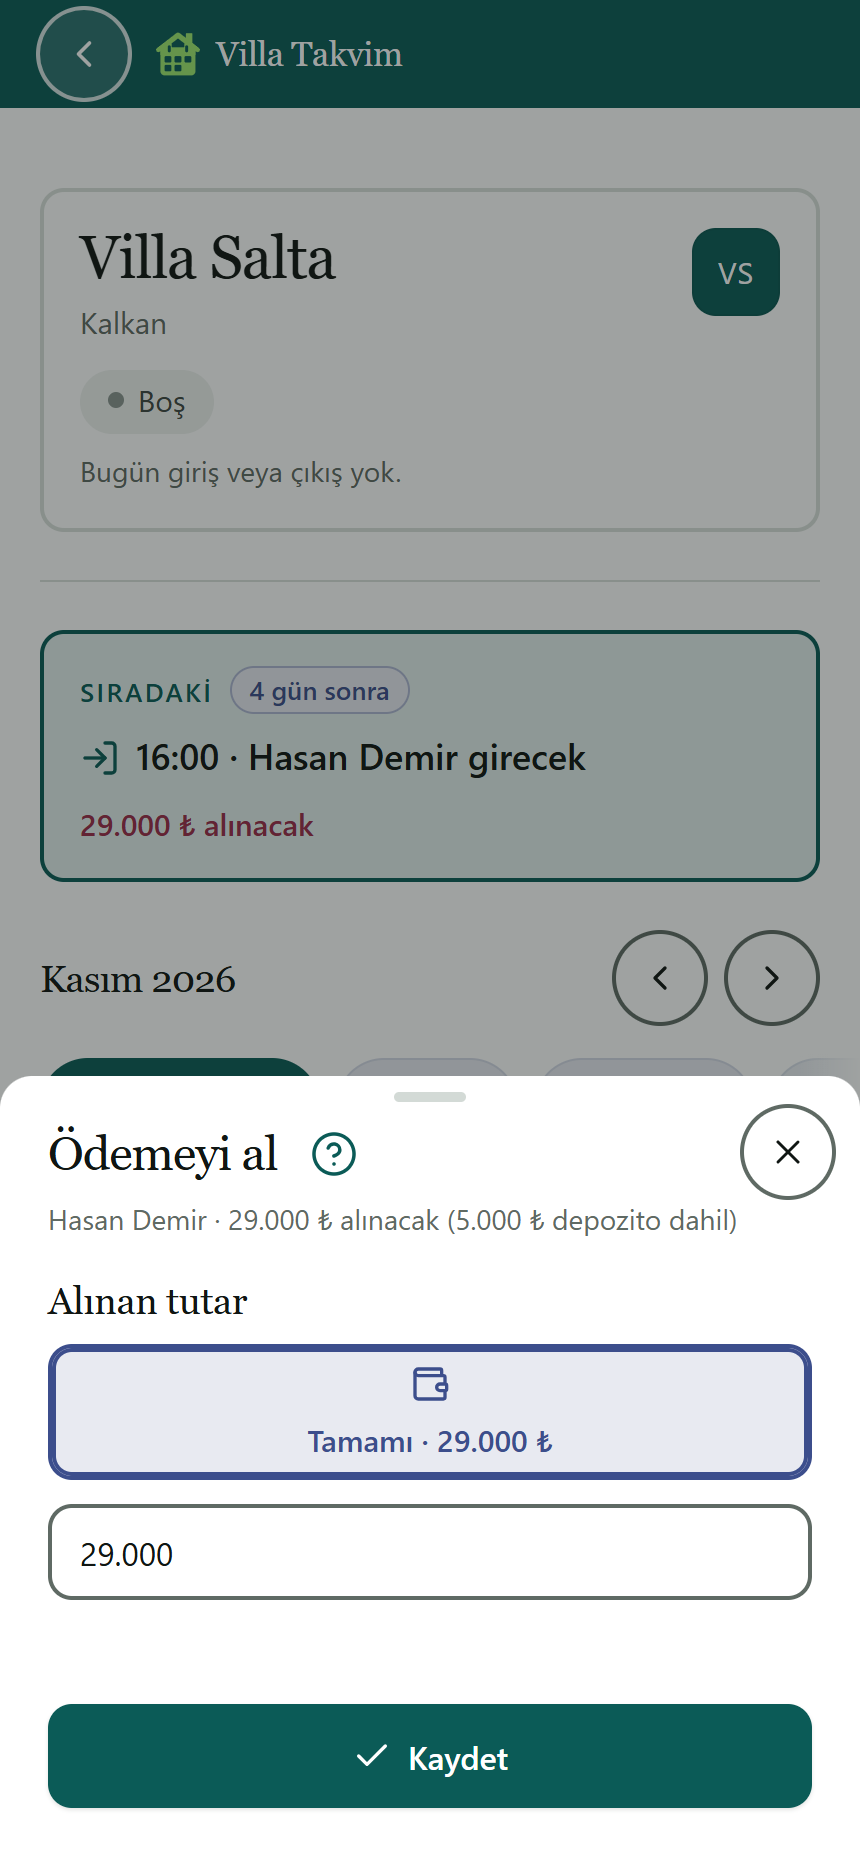 Villa Takvim
Villa Salta
VS
Kalkan
Boş
Bugün giriş veya çıkış yok.
SIRADAKİ
4 gün sonra
16:00 · Hasan Demir girecek
29.000 ₺ alınacak
Kasım 2026
Ödemeyi al
?
Hasan Demir · 29.000 ₺ alınacak (5.000 ₺ depozito dahil)
Alınan tutar
Tamamı · 29.000 ₺
29.000
Kaydet